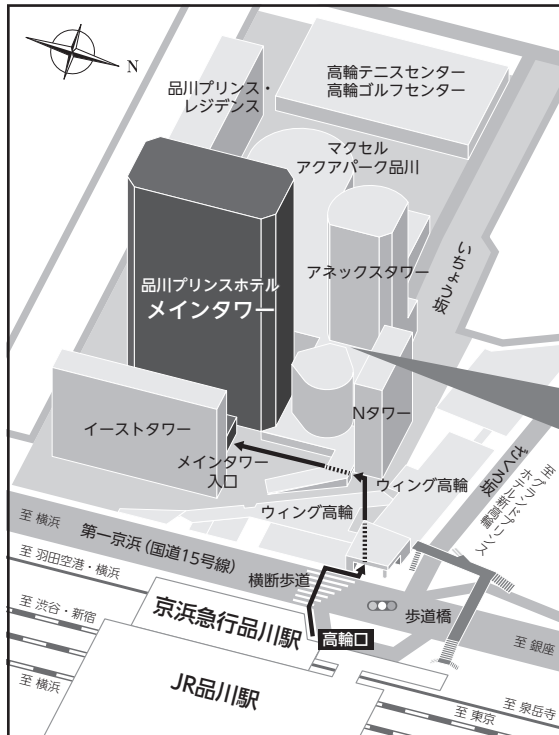 N
高輪テニスセンター
高輪ゴルフセンター
品川プリンス・
レジデンス
マクセル
アクアパーク品川
いちょう坂
アネックスタワー
品川プリンスホテル
メインタワー
Nタワー
イーストタワー
メインタワー
入口
ざくろ坂
至グランドプリンス
ホテル新高輪
ウィング高輪
ウィング高輪
至 横浜
第一京浜(国道15号線)
横断歩道
至 羽田空港・横浜
歩道橋
至 渋谷・新宿
京浜急行品川駅
高輪口
至 銀座
至 横浜
JR品川駅
至 泉岳寺
至 東京